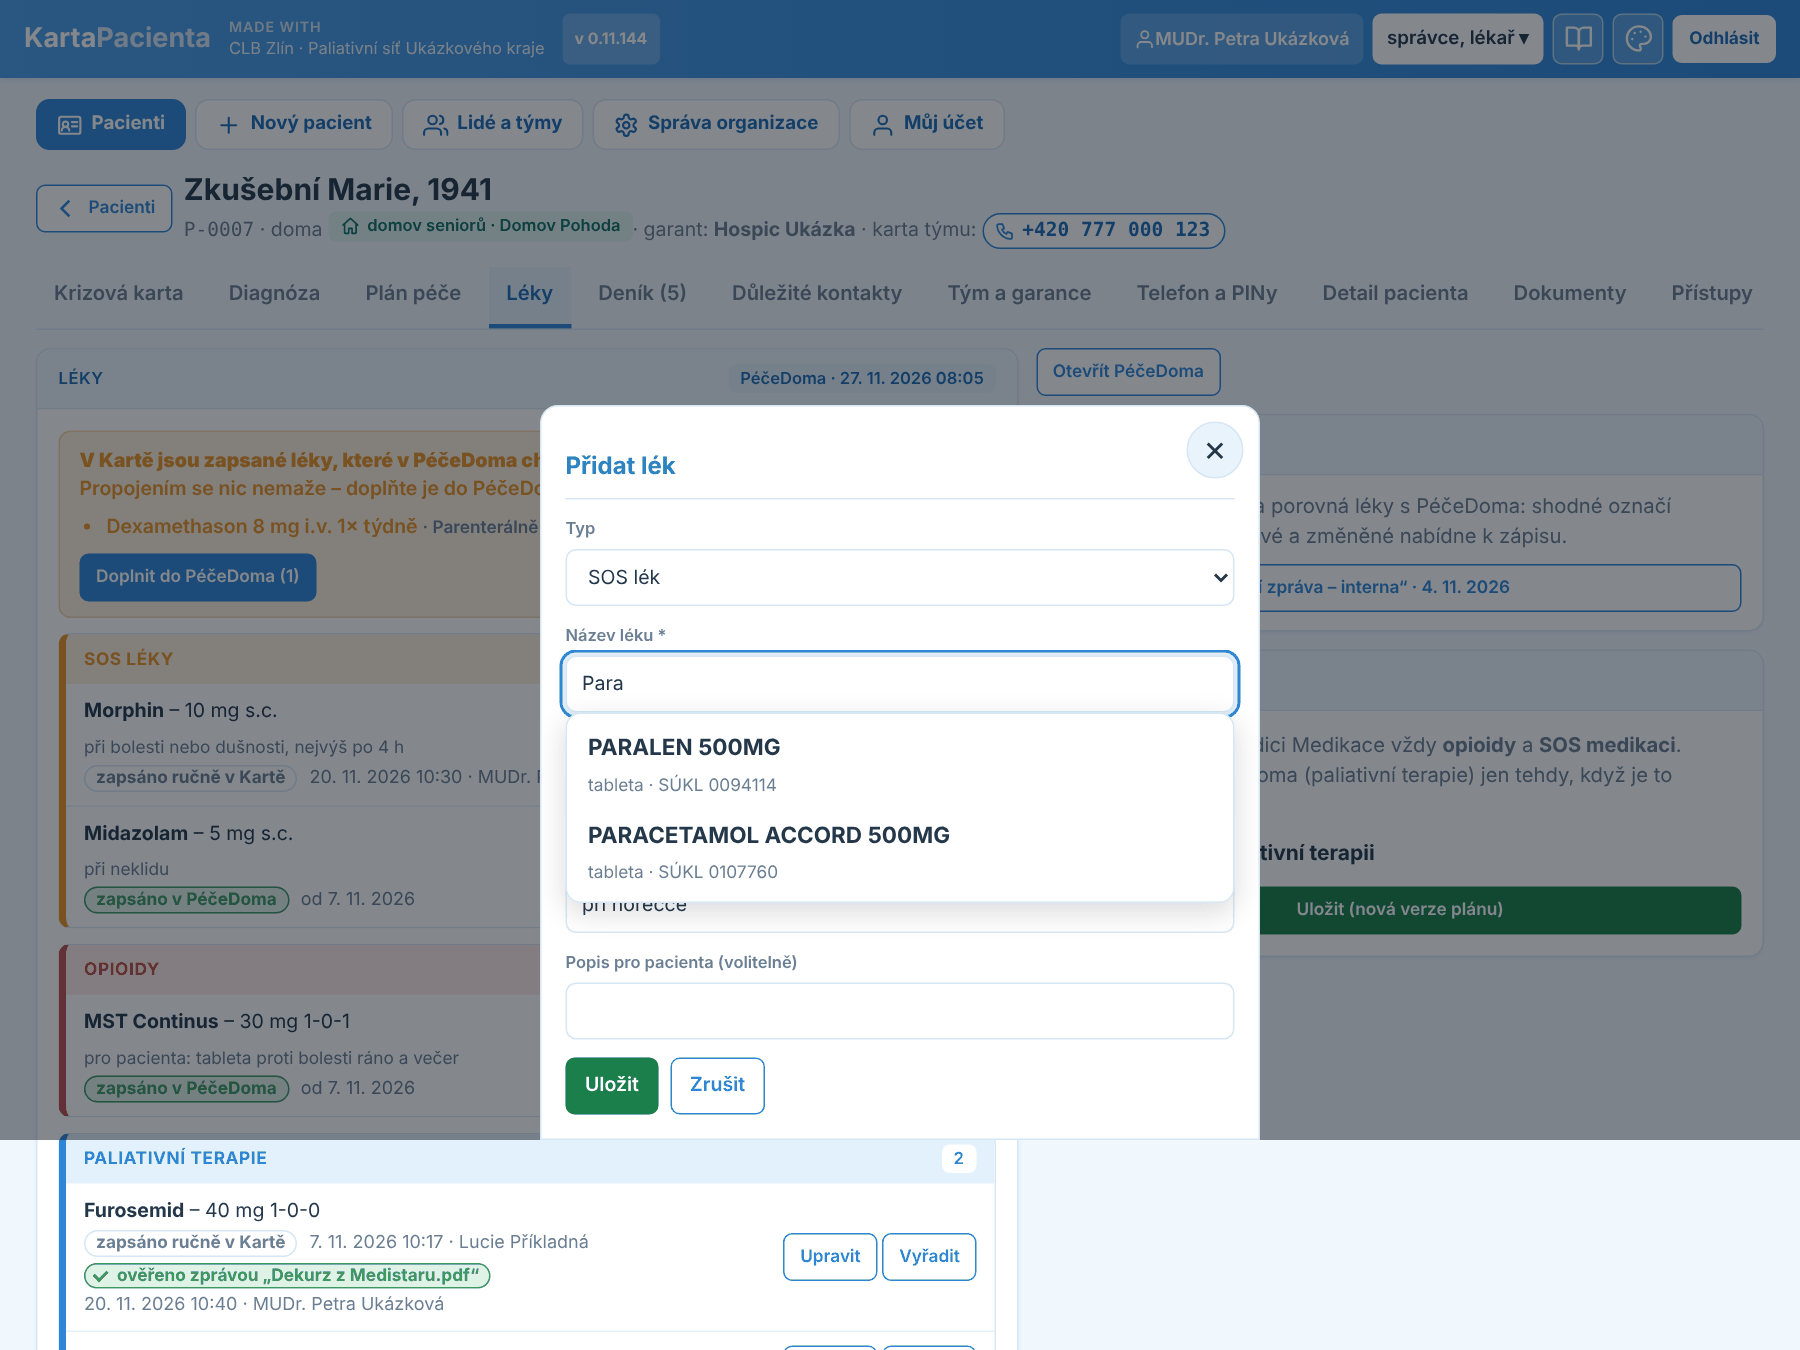 KartaPacienta
MADE WITH
CLB Zlín · Paliativní síť Ukázkového kraje
v 0.11.144
MUDr. Petra Ukázková
správce, lékař ▾
Odhlásit
Pacienti
Nový pacient
Lidé a týmy
Správa organizace
Můj účet
Pacienti
Zkušební Marie, 1941
P-0007 · doma
domov seniorů · Domov Pohoda
· garant: Hospic Ukázka · karta týmu:
+420 777 000 123
Krizová karta
Diagnóza
Plán péče
Léky
Deník (5)
Důležité kontakty
Tým a garance
Telefon a PINy
Detail pacienta
Dokumenty
Přístupy
LÉKY
PéčeDoma · 27. 11. 2026 08:05
V Kartě jsou zapsané léky, které v PéčeDoma
Propojením se nic nemaže – doplňte je do
• Dexamethason 8 mg i.v. 1× týdně · Parenterálně
Doplnit do PéčeDoma (1)
SOS LÉKY
Morphin – 10 mg s.c.
při bolesti nebo dušnosti, nejvýš po 4 h
zapsáno ručně v Kartě
20. 11. 2026 10:30 · MUDr.
Midazolam – 5 mg s.c.
při neklidu
zapsáno v PéčeDoma
od 7. 11. 2026
OPIOIDY
MST Continus – 30 mg 1-0-1
pro pacienta: tableta proti bolesti ráno a večer
zapsáno v PéčeDoma
od 7. 11. 2026
PALIATIVNÍ TERAPIE
2
Furosemid – 40 mg 1-0-0
zapsáno ručně v Kartě
7. 11. 2026 10:17 · Lucie Příkladná
ověřeno zprávou „Dekurz z Medistaru.pdf“
20. 11. 2026 10:40 · MUDr. Petra Ukázková
Upravit
Vyřadit
Přidat lék
Typ
SOS lék
Název léku *
Para
PARALEN 500MG
tableta · SÚKL 0094114
PARACETAMOL ACCORD 500MG
tableta · SÚKL 0107760
při horečce
Popis pro pacienta (volitelně)
Uložit
Zrušit
Otevřít PéčeDoma
a porovná léky s PéčeDoma: shodné označí
vé a změněné nabídne k zápisu.
zpráva – interna“ · 4. 11. 2026
dici Medikace vždy opioidy a SOS medikaci.
oma (paliativní terapie) jen tehdy, když je to
tivní terapii
Uložit (nová verze plánu)